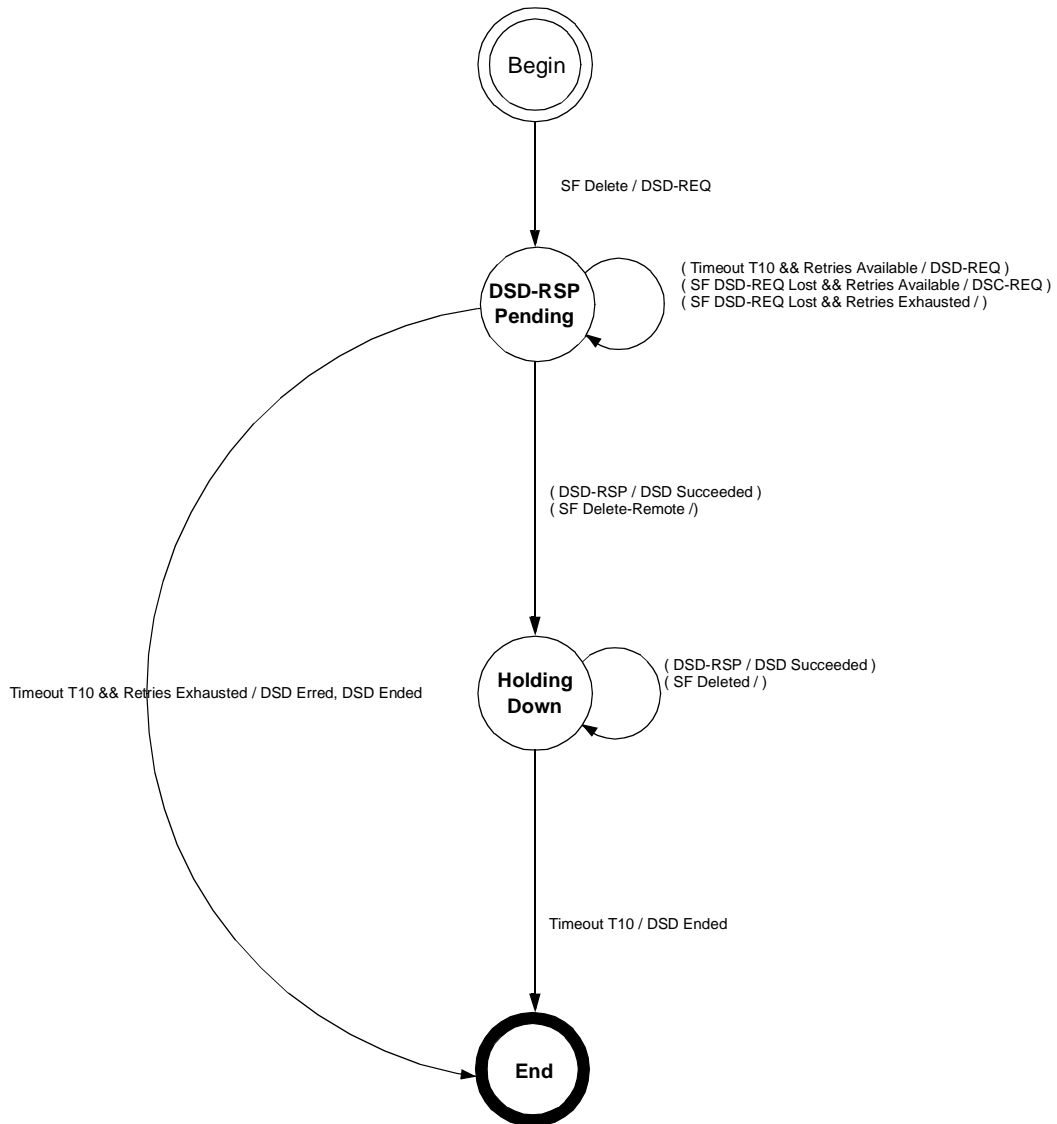 Begin
SF Delete / DSD-REQ
DSD-RSP
Pending
( Timeout T10 && Retries Available / DSD-REQ )
( SF DSD-REQ Lost && Retries Available / DSC-REQ )
( SF DSD-REQ Lost && Retries Exhausted / )
( DSD-RSP / DSD Succeeded )
( SF Delete-Remote /)
Holding
Down
( DSD-RSP / DSD Succeeded )
( SF Deleted / )
Timeout T10 && Retries Exhausted / DSD Erred, DSD Ended
Timeout T10 / DSD Ended
End